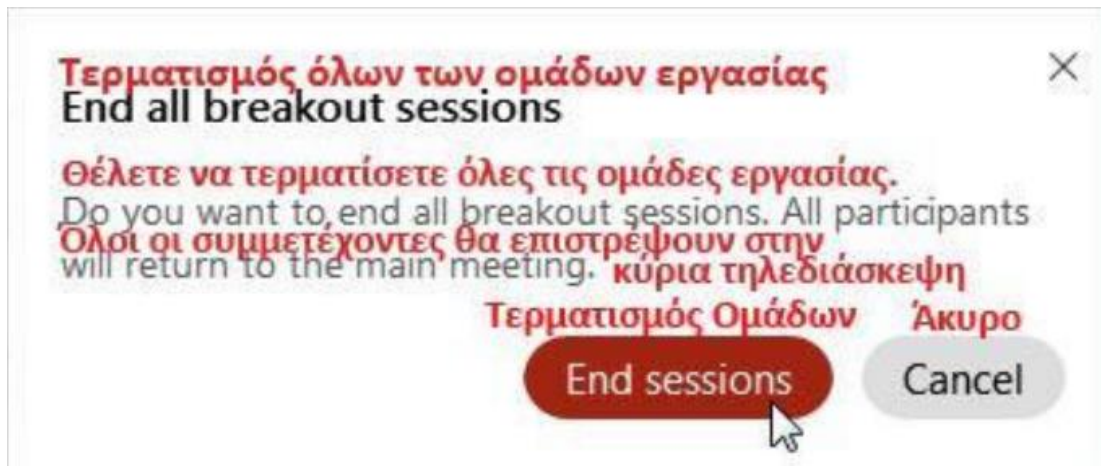 Τερματισμός όλων των ομάδων εργασίας
End all breakout sessions
Θέλετε να τερματίσετε όλες τις ομάδες εργασίας.
Do you want to end all breakout sessions. All participants
Όλοι οι συμμετέχοντες θα επιστρέψουν στην
will return to the main meeting. κύρια τηλεδιάσκεψη
Τερματισμός Ομάδων Άκυρο
End sessions Cancel